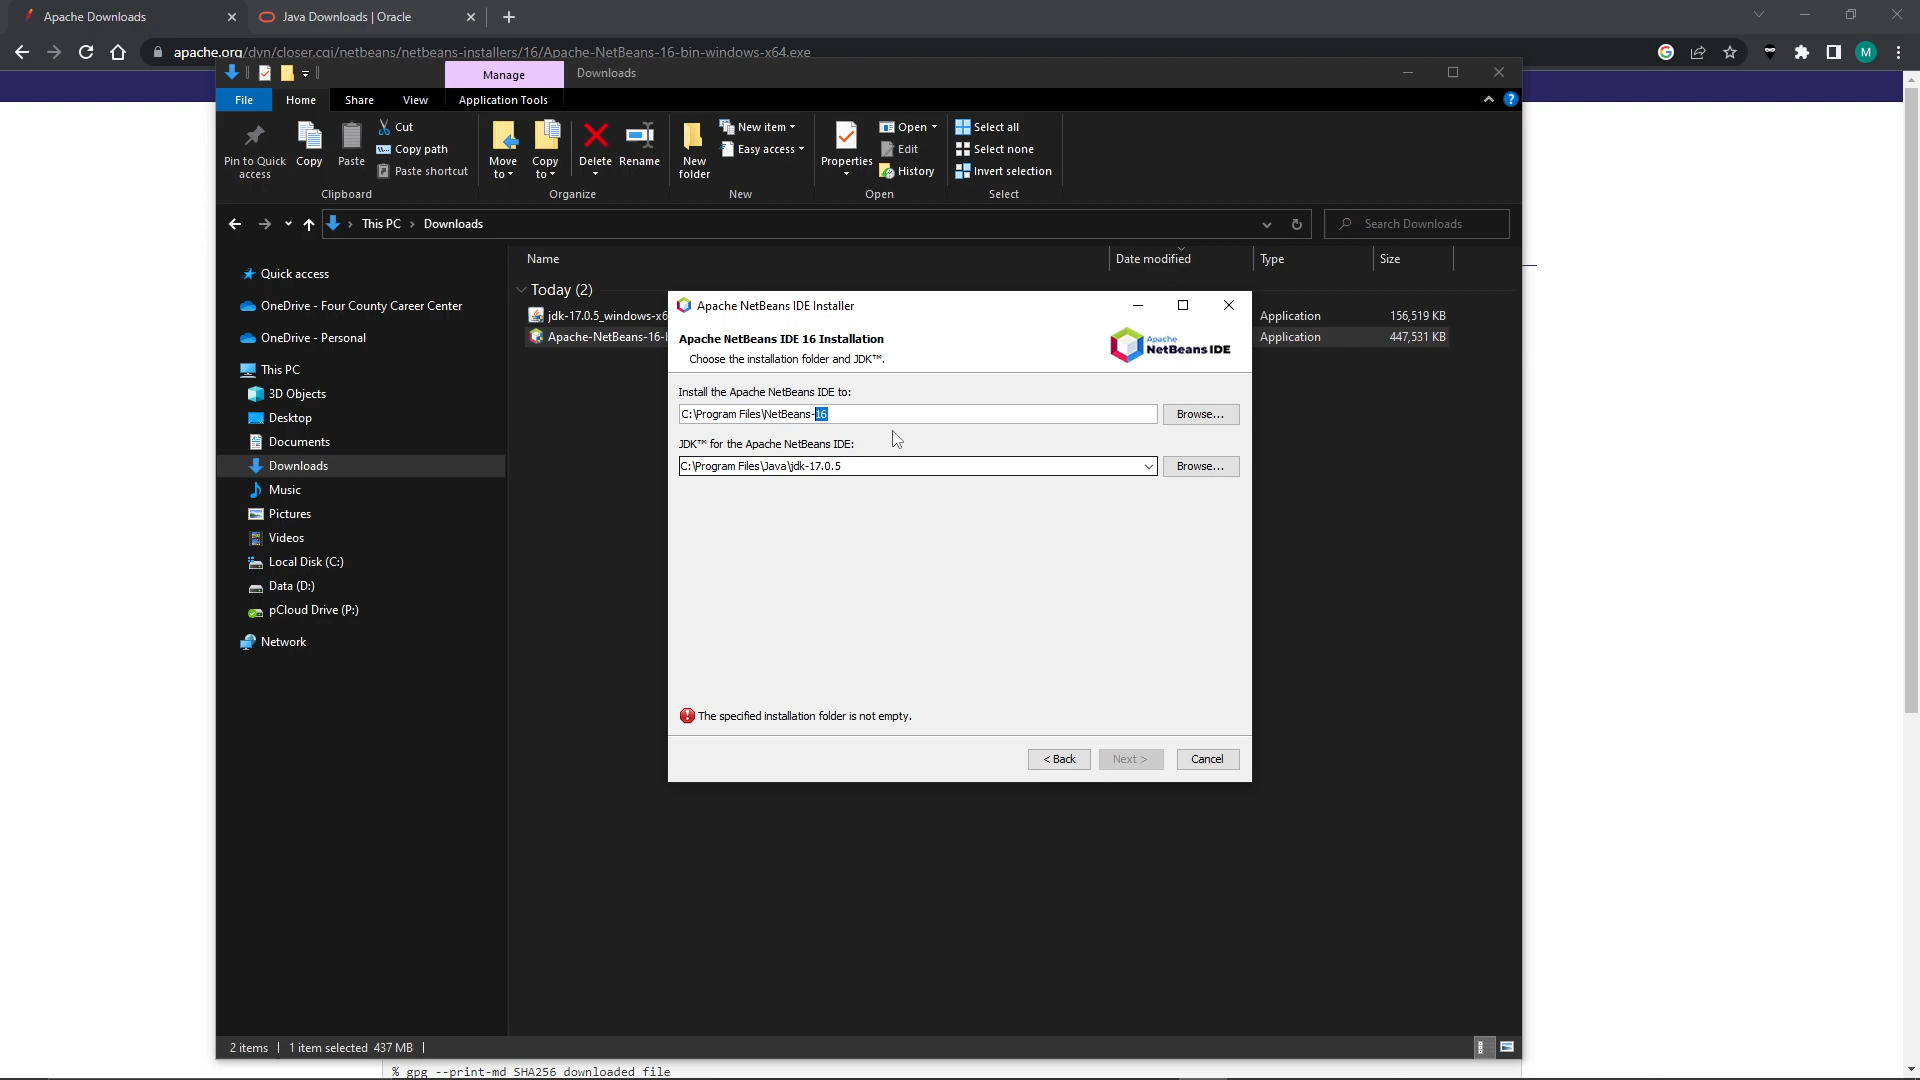 Apache Downloads
Java Downloads | Oracle
apache.org/dyn/closer.cgi/netbeans/netbeans-installers/16/Apache-NetBeans-16-bin-windows-x64.exe
M
Manage
Downloads
File
Home
Share
View
Application Tools
Pin to Quick access
Copy
Paste
Cut
Copy path
Paste shortcut
Move to
Copy to
Delete
Rename
New folder
New item
Easy access
Properties
Open
Edit
History
Select all
Select none
Invert selection
Clipboard
Organize
New
Open
Select
This PC > Downloads
Search Downloads
Name
Date modified
Type
Size
Quick access
OneDrive - Four County Career Center
OneDrive - Personal
This PC
3D Objects
Desktop
Documents
Downloads
Music
Pictures
Videos
Local Disk (C:)
Data (D:)
pCloud Drive (P:)
Network
Today (2)
jdk-17.0.5_windows-x6
Application
156,519 KB
Apache-NetBeans-16-
Application
447,531 KB
Apache NetBeans IDE Installer
Apache NetBeans IDE 16 Installation
Choose the installation folder and JDK™.
Apache
NetBeans IDE
Install the Apache NetBeans IDE to:
C:\Program Files\NetBeans-16
Browse...
JDK™ for the Apache NetBeans IDE:
C:\Program Files\Java\jdk-17.0.5
Browse...
The specified installation folder is not empty.
< Back
Next >
Cancel
2 items
1 item selected 437 MB
% gpg --print-md SHA256 downloaded_file